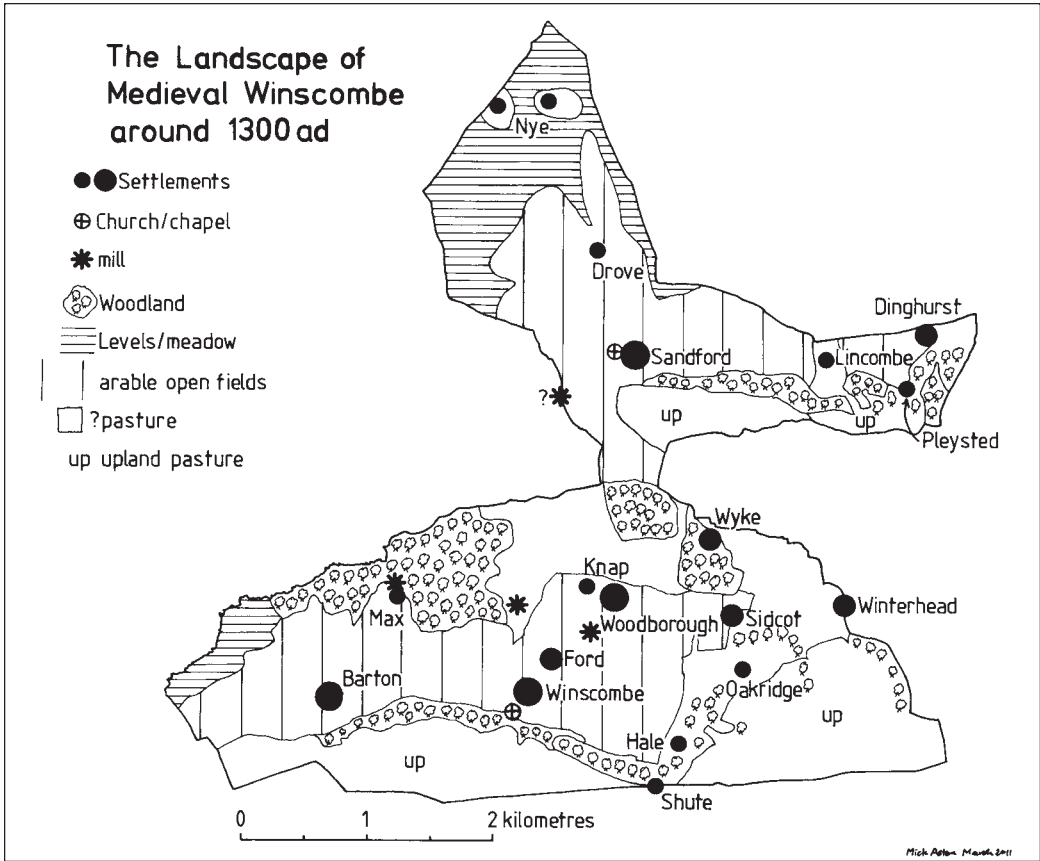 The Landscape of
Medieval Winscombe
around 1300 ad
Settlements
Church/chapel
mill
Woodland
Levels/meadow
arable open fields
?pasture
up upland pasture
Nye
Drove
Dinghurst
Sandford
Lincombe
?
up
up
Pleysted
Wyke
Knap
Max
Woodborough
Sidcot
Winterhead
Ford
Barton
Winscombe
Oakridge
up
Hale
up
Shute
0 1 2 kilometres
Mick Aston March 2011